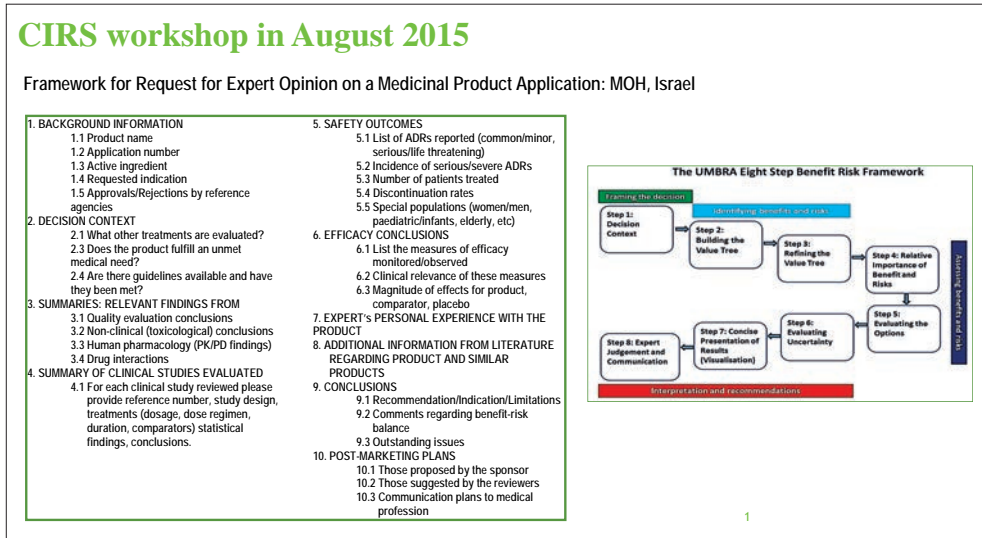 CIRS workshop in August 2015
Framework for Request for Expert Opinion on a Medicinal Product Application: MOH, Israel
1. BACKGROUND INFORMATION
1.1 Product name
1.2 Application number
1.3 Active ingredient
1.4 Requested indication
1.5 Approvals/Rejections by reference
agencies
2. DECISION CONTEXT
2.1 What other treatments are evaluated?
2.3 Does the product fulfill an unmet
medical need?
2.4 Are there guidelines available and have
they been met?
3. SUMMARIES: RELEVANT FINDINGS FROM
3.1 Quality evaluation conclusions
3.2 Non-clinical (toxicological) conclusions
3.3 Human pharmacology (PK/PD findings)
3.4 Drug interactions
4. SUMMARY OF CLINICAL STUDIES EVALUATED
4.1 For each clinical study reviewed please
provide reference number, study design,
treatments (dosage, dose regimen,
duration, comparators) statistical
findings, conclusions.
5. SAFETY OUTCOMES
5.1 List of ADRs reported (common/minor,
serious/life threatening)
5.2 Incidence of serious/severe ADRs
5.3 Number of patients treated
5.4 Discontinuation rates
5.5 Special populations (women/men,
paediatric/infants, elderly, etc)
6. EFFICACY CONCLUSIONS
6.1 List the measures of efficacy
monitored/observed
6.2 Clinical relevance of these measures
6.3 Magnitude of effects for product,
comparator, placebo
7. EXPERT'S PERSONAL EXPERIENCE WITH THE
PRODUCT
8. ADDITIONAL INFORMATION FROM LITERATURE
REGARDING PRODUCT AND SIMILAR
PRODUCTS
9. CONCLUSIONS
9.1 Recommendation/Indication/Limitations
9.2 Comments regarding benefit-risk
balance
9.3 Outstanding issues
10. POST-MARKETING PLANS
10.1 Those proposed by the sponsor
10.2 Those suggested by the reviewers
10.3 Communication plans to medical
profession
The UMBRA Eight Step Benefit Risk Framework
Framing the decision
Identifying benefits and risks
Step 1:
Decision
Context
Step 2:
Building the
Value Tree
Step 3:
Refining the
Value Tree
Step 4: Relative
Importance of
Benefit and
Risks
Assessing benefits and risks
Step 5:
Evaluating the
Options
Step 6:
Evaluating
Uncertainty
Step 7: Concise
Presentation of
Results
(Visualisation)
Step 8: Expert
Judgement and
Communication
Interpretation and recommendations
1